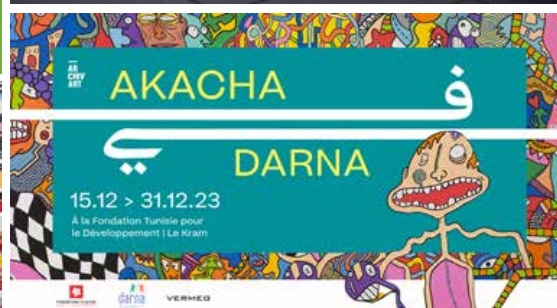 AR
CHIV
ART
AKACHA
في
DARNA
15.12 > 31.12.23
À la Fondation Tunisie pour
le Développement | Le Kram
darna
VERMEG